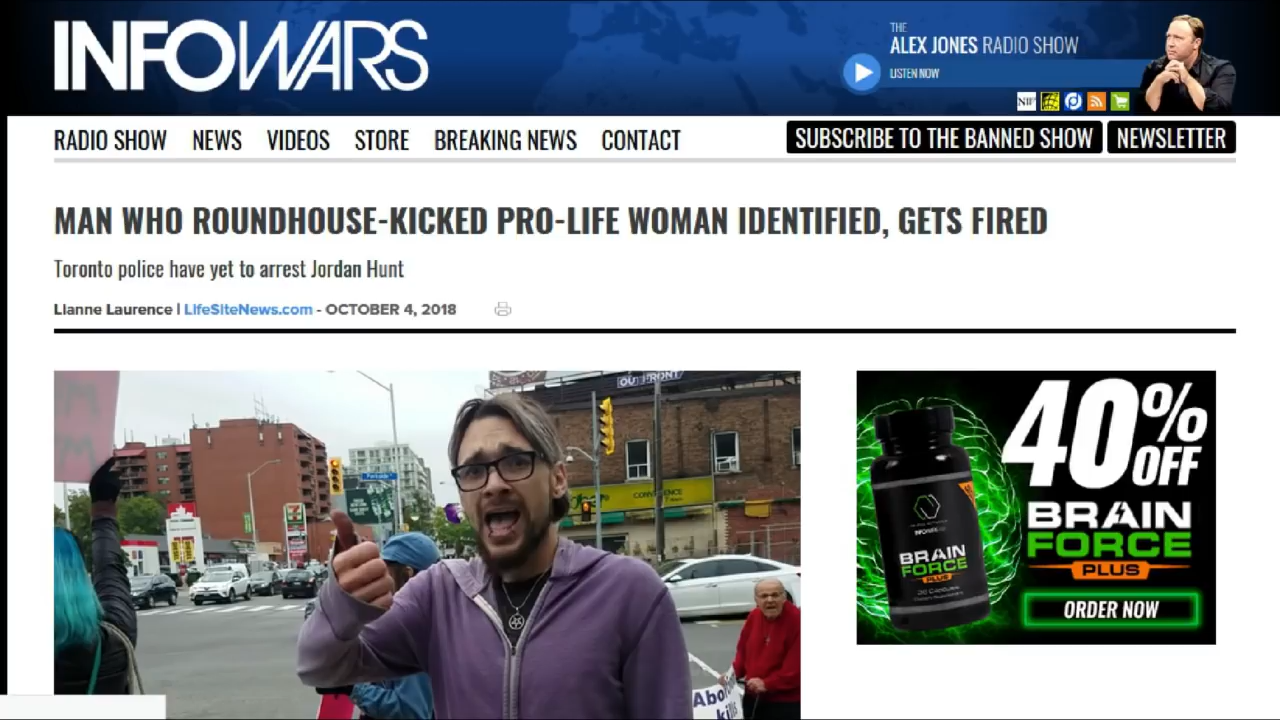 INFOWARS
THE
ALEX JONES RADIO SHOW
LISTEN NOW
RADIO SHOW NEWS VIDEOS STORE BREAKING NEWS CONTACT SUBSCRIBE TO THE BANNED SHOW NEWSLETTER
MAN WHO ROUNDHOUSE-KICKED PRO-LIFE WOMAN IDENTIFIED, GETS FIRED
Toronto police have yet to arrest Jordan Hunt
Lianne Laurence | LifeSiteNews.com - OCTOBER 4, 2018
OUTFRONT
CONVENIENCE
7
40% OFF
BRAIN
FORCE
PLUS
BRAIN
FORCE
PLUS
ORDER NOW